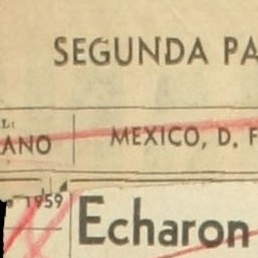 SEGUNDA PA
L:
ANO MEXICO, D. F
1959
Echaron